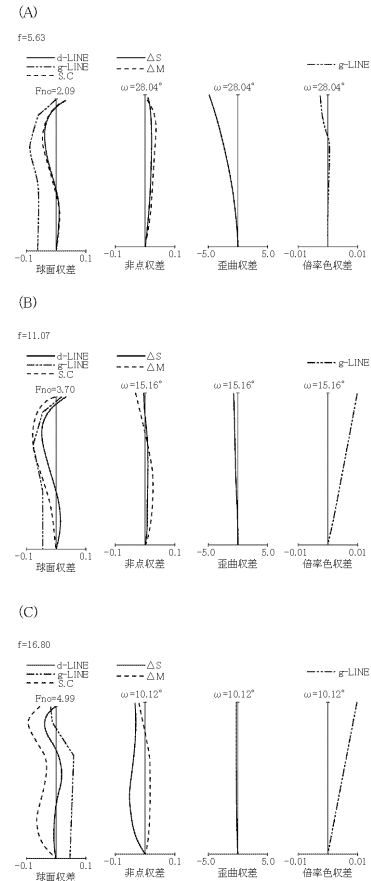 (A)
f=5.63
d-LINE
g-LINE
S.C
Fno=2.09
ΔS
ΔM
ω=28.04°
ω=28.04°
g-LINE
ω=28.04°
-0.1 0.1
球面収差
0.1
非点収差
-5.0 5.0
歪曲収差
-0.01 0.01
倍率色収差
(B)
f=11.07
d-LINE
g-LINE
S.C
Fno=3.70
ΔS
ΔM
ω=15.16°
ω=15.16°
g-LINE
ω=15.16°
-0.1 0.1
球面収差
0.1
非点収差
-5.0 5.0
歪曲収差
-0.01 0.01
倍率色収差
(C)
f=16.80
d-LINE
g-LINE
S.C
Fno=4.99
ΔS
ΔM
ω=10.12°
ω=10.12°
g-LINE
ω=10.12°
-0.1 0.1
球面収差
0.1
非点収差
-5.0 5.0
歪曲収差
-0.01 0.01
倍率色収差